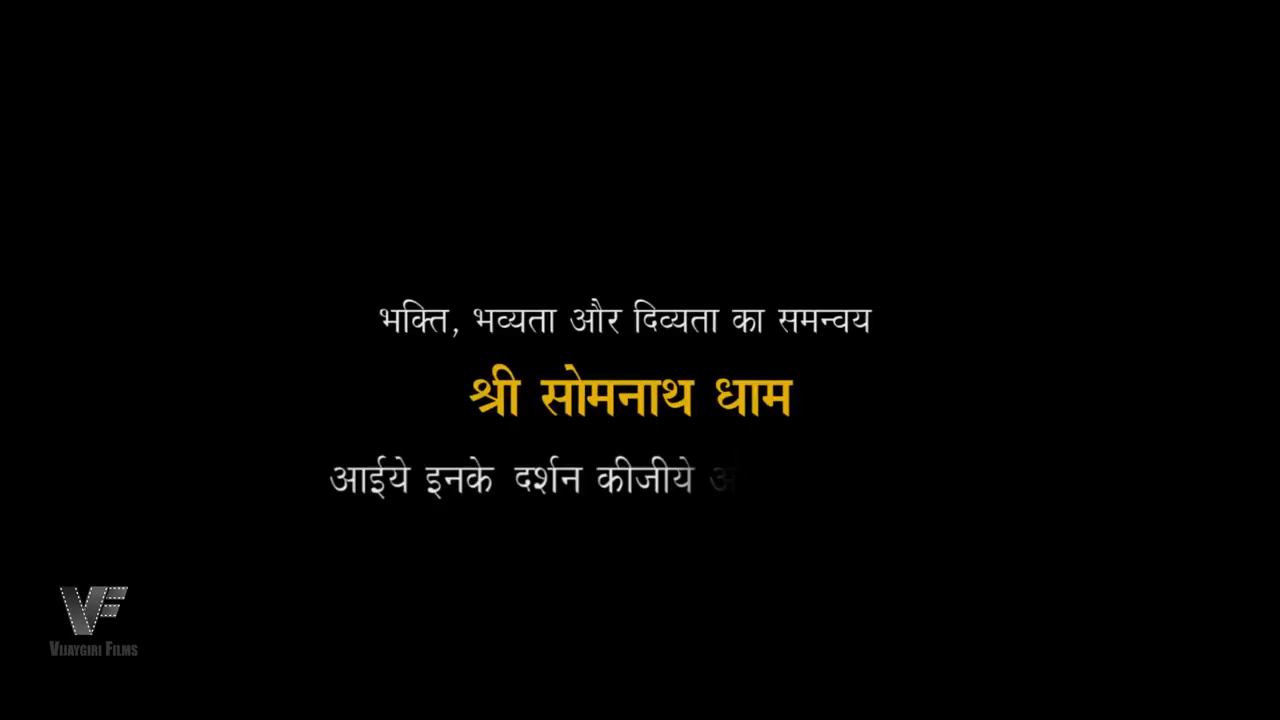 भक्ति, भव्यता और दिव्यता का समन्वय
श्री सोमनाथ धाम
आईये इनके दर्शन कीजीये
VIJAYGIRI FILMS